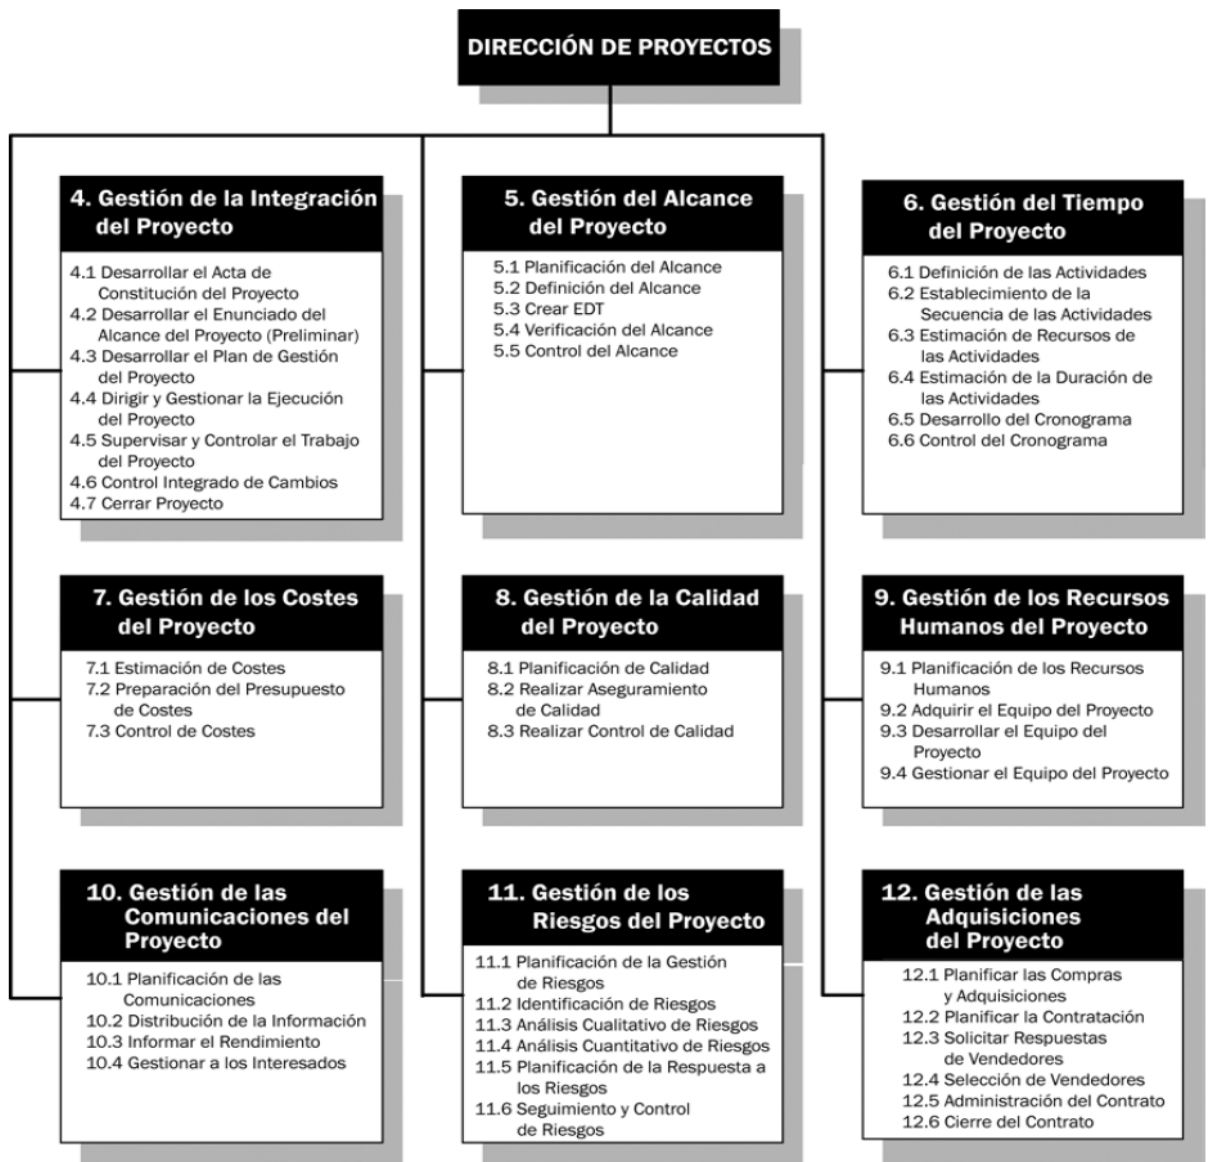 DIRECCIÓN DE PROYECTOS
4. Gestión de la Integración
del Proyecto
4.1 Desarrollar el Acta de
Constitución del Proyecto
4.2 Desarrollar el Enunciado del
Alcance del Proyecto (Preliminar)
4.3 Desarrollar el Plan de Gestión
del Proyecto
4.4 Dirigir y Gestionar la Ejecución
del Proyecto
4.5 Supervisar y Controlar el Trabajo
del Proyecto
4.6 Control Integrado de Cambios
4.7 Cerrar Proyecto
5. Gestión del Alcance
del Proyecto
5.1 Planificación del Alcance
5.2 Definición del Alcance
5.3 Crear EDT
5.4 Verificación del Alcance
5.5 Control del Alcance
6. Gestión del Tiempo
del Proyecto
6.1 Definición de las Actividades
6.2 Establecimiento de la
Secuencia de las Actividades
6.3 Estimación de Recursos de
las Actividades
6.4 Estimación de la Duración de
las Actividades
6.5 Desarrollo del Cronograma
6.6 Control del Cronograma
7. Gestión de los Costes
del Proyecto
7.1 Estimación de Costes
7.2 Preparación del Presupuesto
de Costes
7.3 Control de Costes
8. Gestión de la Calidad
del Proyecto
8.1 Planificación de Calidad
8.2 Realizar Aseguramiento
de Calidad
8.3 Realizar Control de Calidad
9. Gestión de los Recursos
Humanos del Proyecto
9.1 Planificación de los Recursos
Humanos
9.2 Adquirir el Equipo del Proyecto
9.3 Desarrollar el Equipo del
Proyecto
9.4 Gestionar el Equipo del Proyecto
10. Gestión de las
Comunicaciones del
Proyecto
10.1 Planificación de las
Comunicaciones
10.2 Distribución de la Información
10.3 Informar el Rendimiento
10.4 Gestionar a los Interesados
11. Gestión de los
Riesgos del Proyecto
11.1 Planificación de la Gestión
de Riesgos
11.2 Identificación de Riesgos
11.3 Análisis Cualitativo de Riesgos
11.4 Análisis Cuantitativo de Riesgos
11.5 Planificación de la Respuesta a
los Riesgos
11.6 Seguimiento y Control
de Riesgos
12. Gestión de las
Adquisiciones
del Proyecto
12.1 Planificar las Compras
y Adquisiciones
12.2 Planificar la Contratación
12.3 Solicitar Respuestas
de Vendedores
12.4 Selección de Vendedores
12.5 Administración del Contrato
12.6 Cierre del Contrato